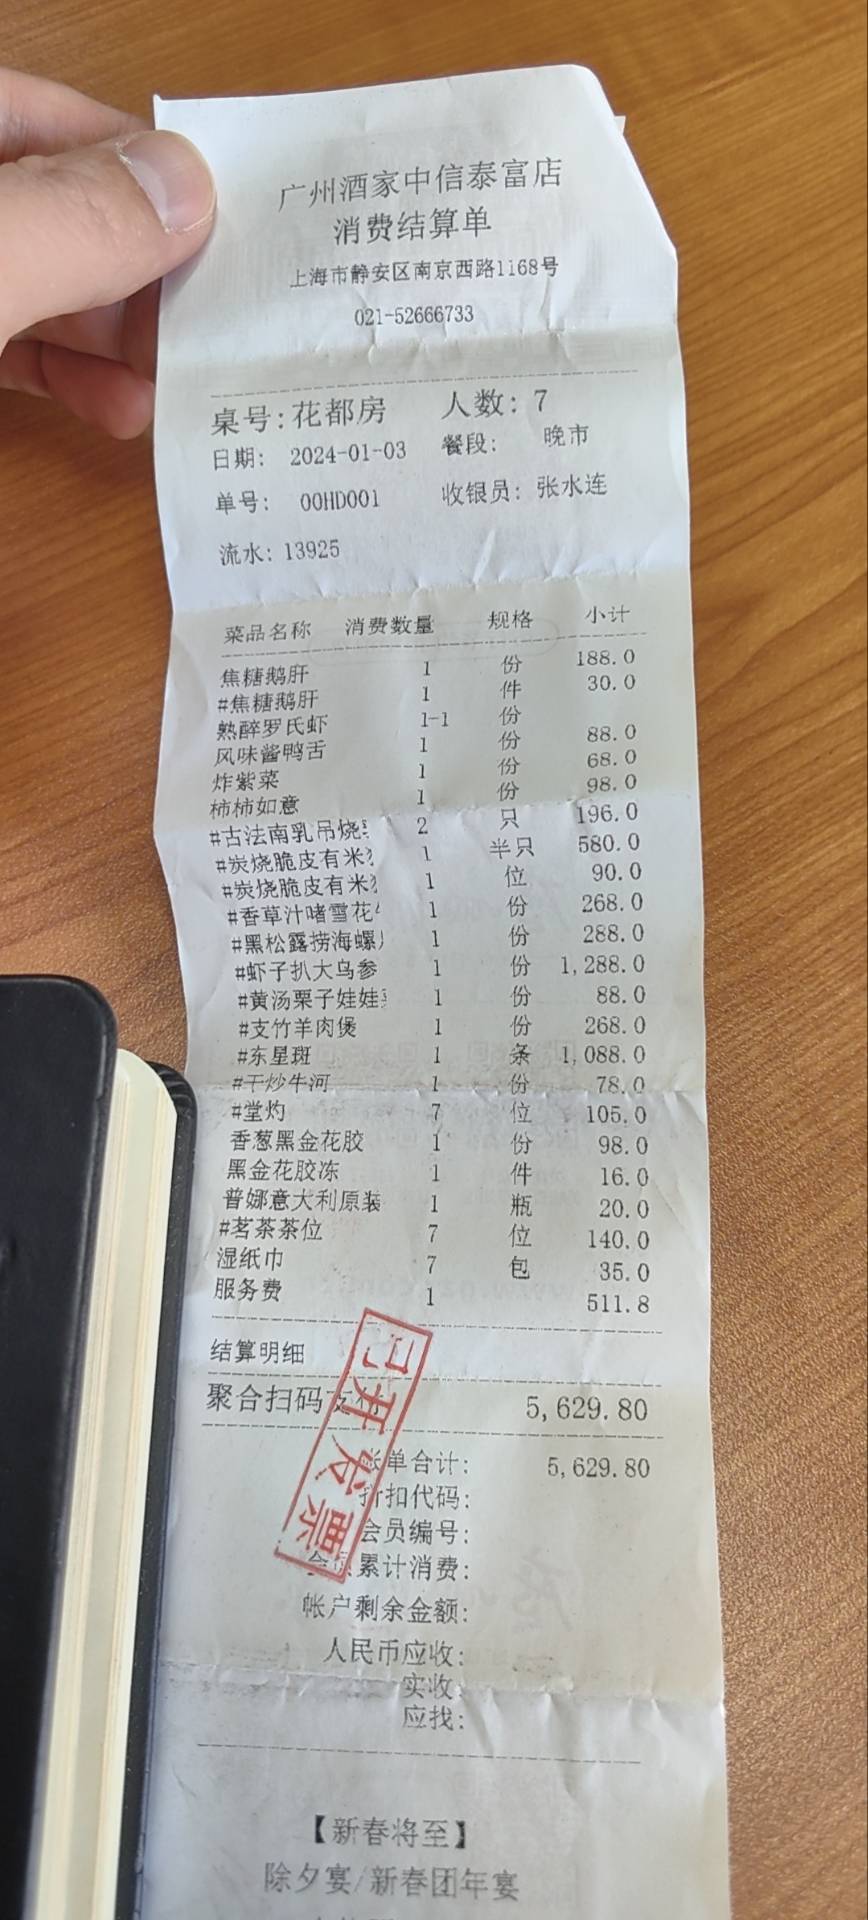 广州酒家中信泰富店
消费结算单
上海市静安区南京西路1168号
021-52666733
桌号:花都房 人数: 7
日期: 2024-01-03 餐段: 晚市
单号: 00HD001 收银员: 张水连
流水: 13925
菜品名称 消费数量 规格 小计
焦糖鹅肝 1 份 188.0
#焦糖鹅肝 1 件 30.0
熟醉罗氏虾 1-1 份
风味酱鸭舌 1 份 88.0
炸紫菜 1 份 68.0
柿柿如意 1 份 98.0
#古法南乳吊烧 2 只 196.0
#炭烧脆皮有米 1 半只 580.0
#炭烧脆皮有米 1 位 90.0
#香草汁啫雪花 1 份 268.0
#黑松露捞海螺 1 份 288.0
#虾子扒大乌参 1 份 1,288.0
#黄汤栗子娃娃 1 份 88.0
#支竹羊肉煲 1 份 268.0
#东星斑 1 条 1,088.0
#干炒牛河 1 份 78.0
#堂灼 7 位 105.0
香葱黑金花胶 1 份 98.0
黑金花胶冻 1 件 16.0
普娜意大利原装 1 瓶 20.0
#茗茶茶位 7 位 140.0
湿纸巾 7 包 35.0
服务费 1 511.8
结算明细
聚合扫码支付 5,629.80
已开发票
帐单合计: 5,629.80
折扣代码:
会员编号:
会员累计消费:
帐户剩余金额:
人民币应收:
实收:
应找:
【新春将至】
除夕宴/新春团年宴